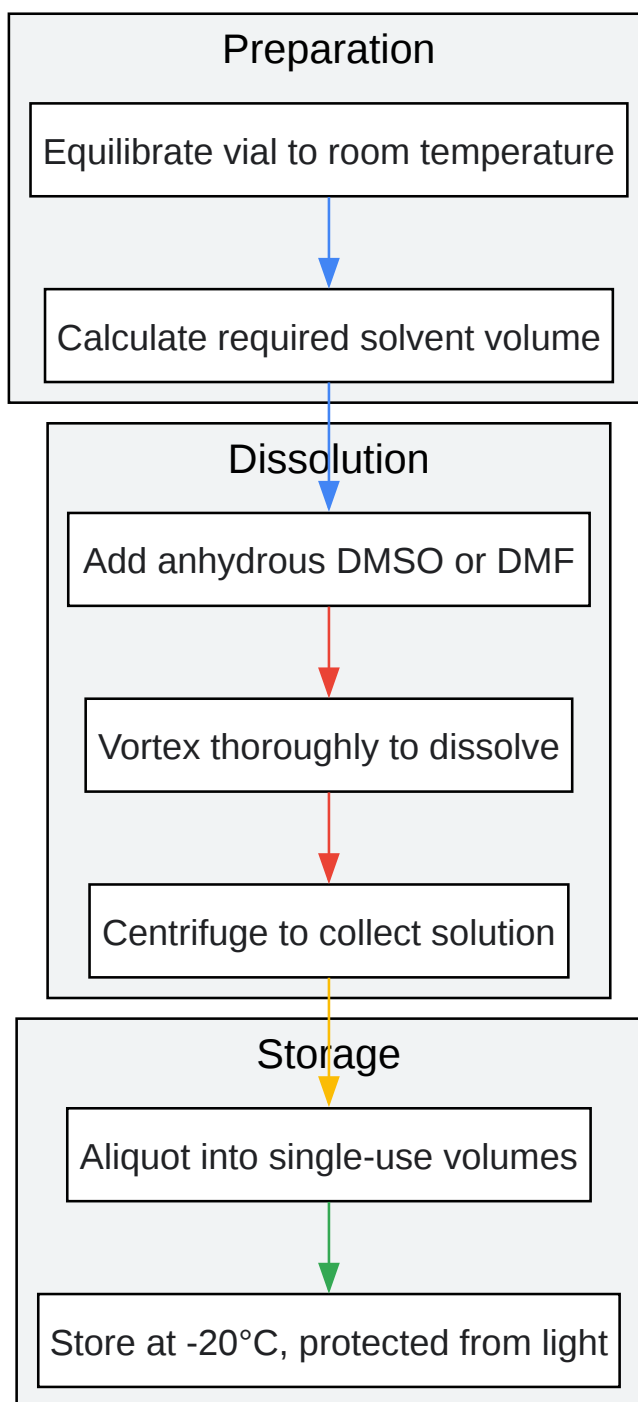 Preparation
Equilibrate vial to room temperature
Calculate required solvent volume
Dissolution
Add anhydrous DMSO or DMF
Vortex thoroughly to dissolve
Centrifuge to collect solution
Storage
Aliquot into single-use volumes
Store at -20°C, protected from light